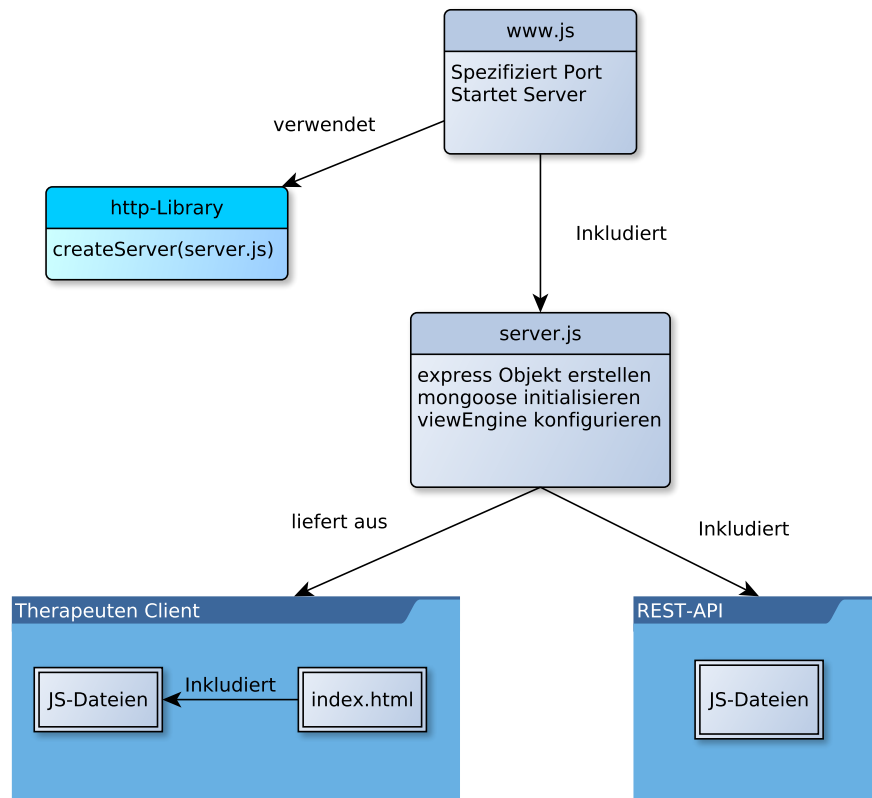 www.js
Spezifiziert Port
Startet Server
verwendet
http-Library
createServer(server.js)
Inkludiert
server.js
express Objekt erstellen
mongoose initialisieren
viewEngine konfigurieren
liefert aus
Inkludiert
Therapeuten Client
JS-Dateien
Inkludiert
index.html
REST-API
JS-Dateien